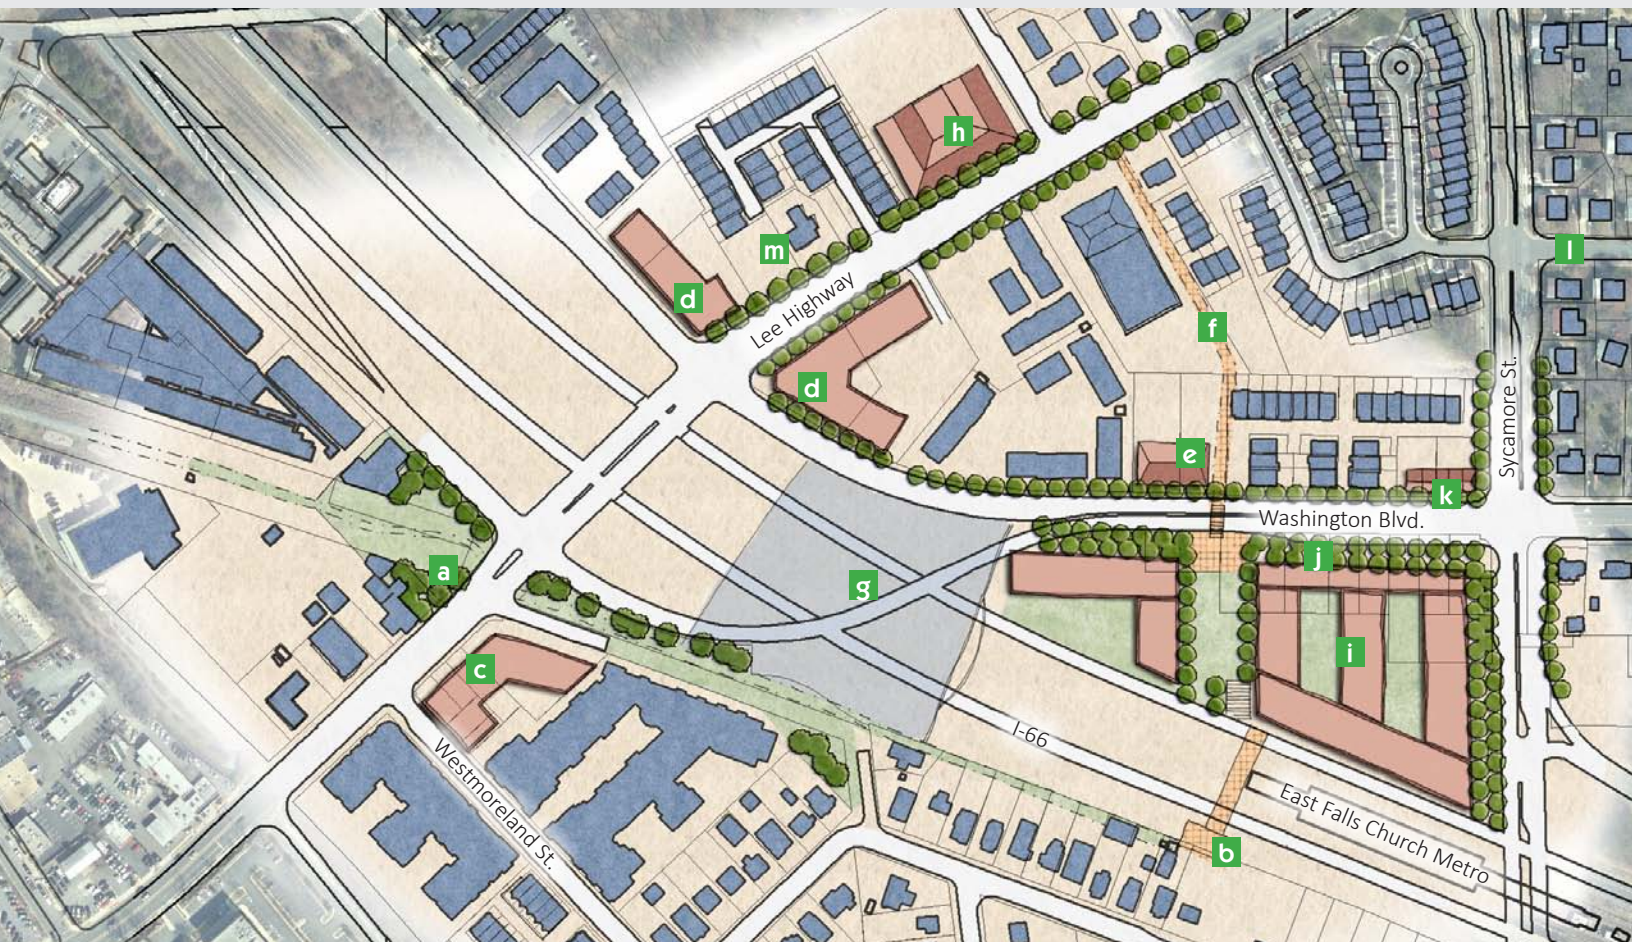 h
m
l
d
Lee Highway
f
d
Sycamore St.
e
k
Washington Blvd.
j
a
g
i
c
I-66
Westmoreland St.
East Falls Church Metro
b